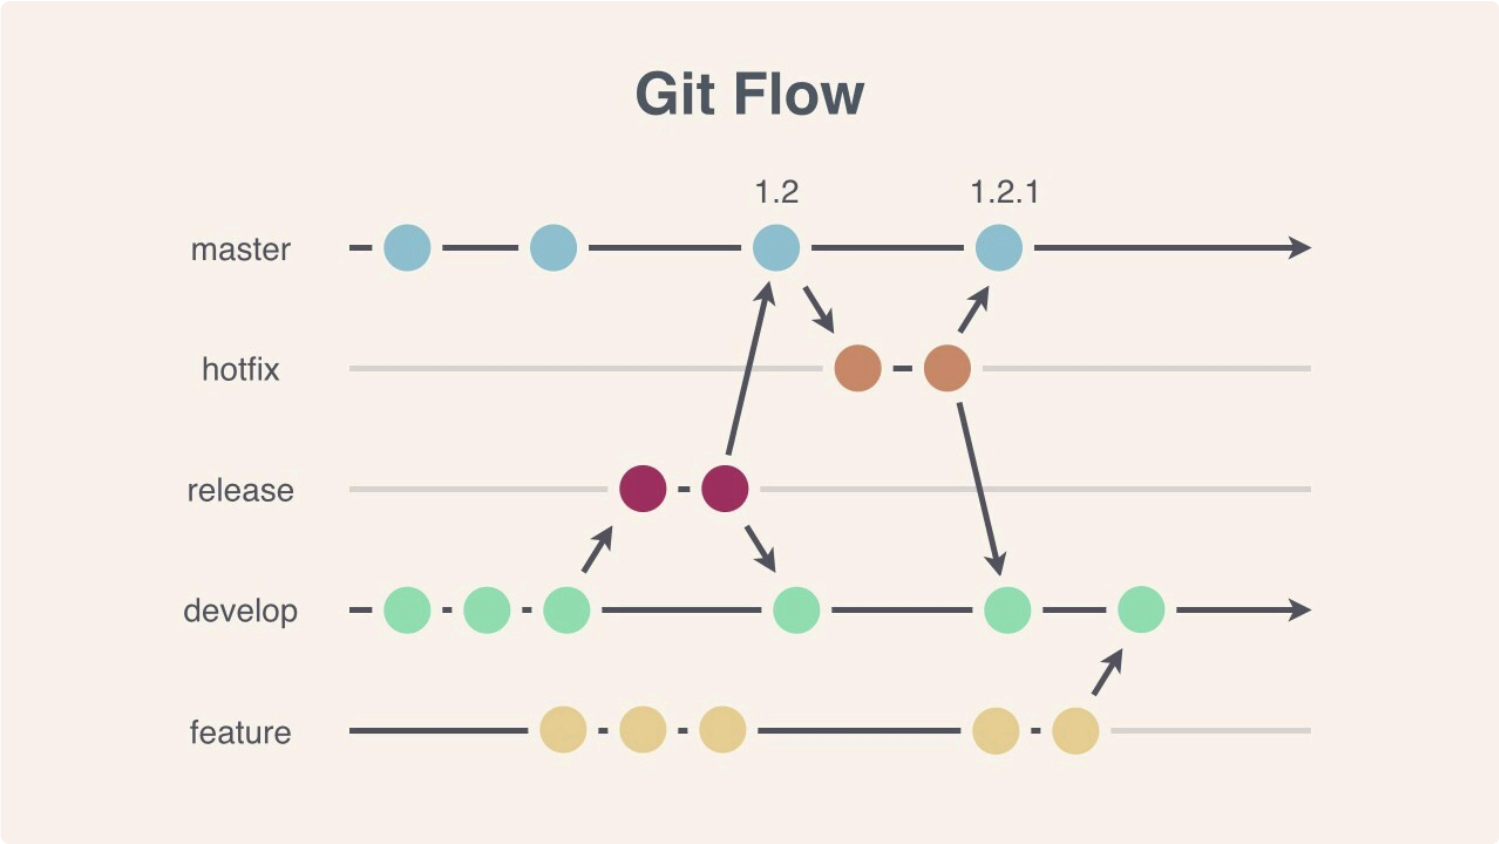 Git Flow
1.2
1.2.1
master
hotfix
release
develop
feature